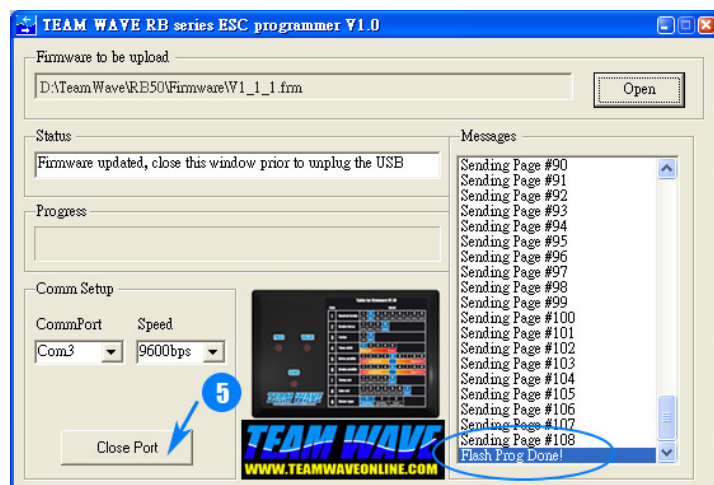 TEAM WAVE RB series ESC programmer V1.0
Firmware to be upload
D:\TeamWave\RB50\Firmware\V1_1_1.frm
Open
Status
Firmware updated, close this window prior to unplug the USB
Progress
Comm Setup
CommPort Speed
Com3 9600bps
5
Close Port
TEAM WAVE
TEAM WAVE
WWW.TEAMWAVEONLINE.COM
Messages
Sending Page #90
Sending Page #91
Sending Page #92
Sending Page #93
Sending Page #94
Sending Page #95
Sending Page #96
Sending Page #97
Sending Page #98
Sending Page #99
Sending Page #100
Sending Page #101
Sending Page #102
Sending Page #103
Sending Page #104
Sending Page #105
Sending Page #106
Sending Page #107
Sending Page #108
Flash Prog Done!